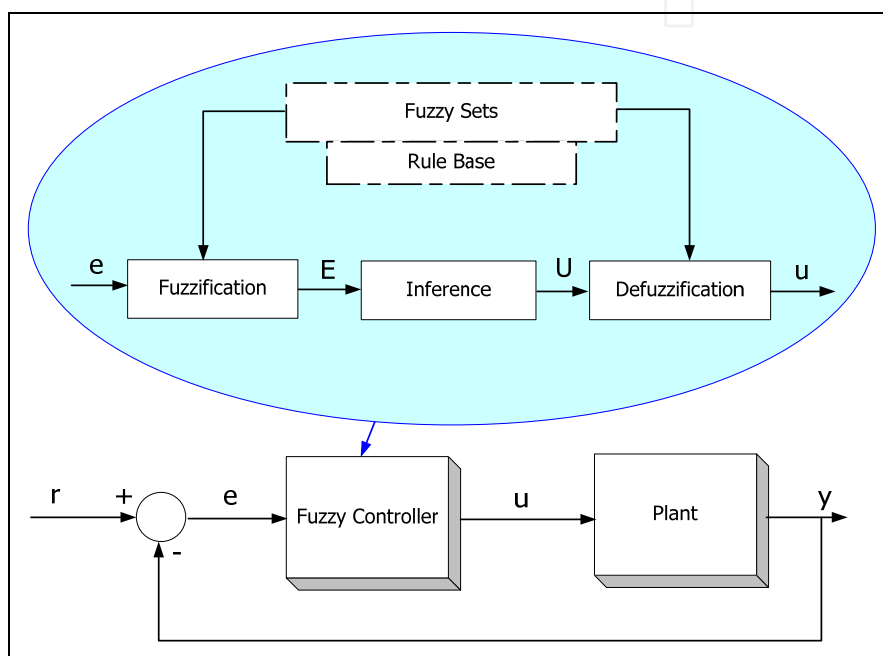 Fuzzy Sets
Rule Base
e
Fuzzification
E
Inference
U
Defuzzification
u
r
+
-
e
Fuzzy Controller
u
Plant
y